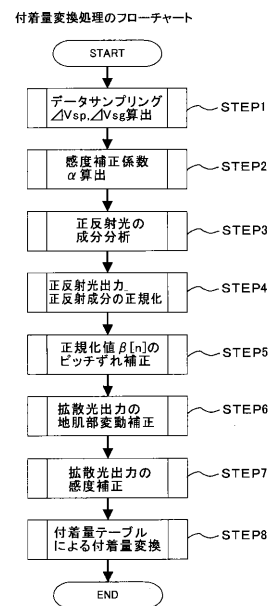 付着量変換処理のフローチャート
START
データサンプリング
⊿Vsp,⊿Vsg算出
STEP1
感度補正係数
α算出
STEP2
正反射光の
成分分析
STEP3
正反射光出力
正反射成分の正規化
STEP4
正規化値β[n]の
ピッチずれ補正
STEP5
拡散光出力の
地肌部変動補正
STEP6
拡散光出力の
感度補正
STEP7
付着量テーブル
による付着量変換
STEP8
END